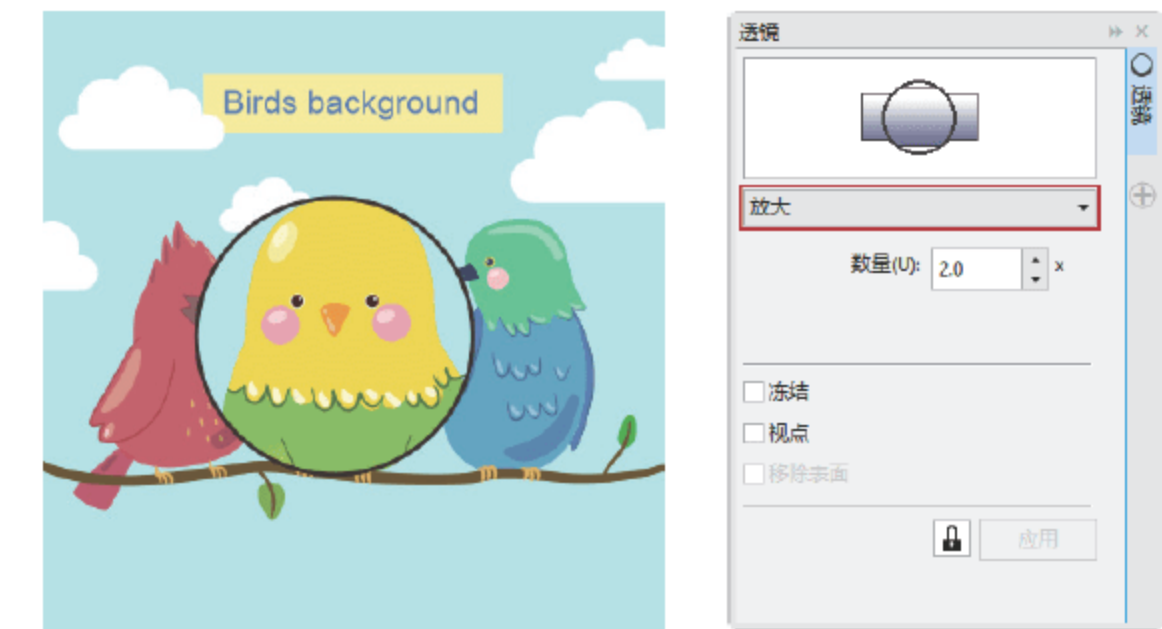 Birds background
透镜
透镜
放大
数量(U): 2.0 x
冻结
视点
移除表面
应用